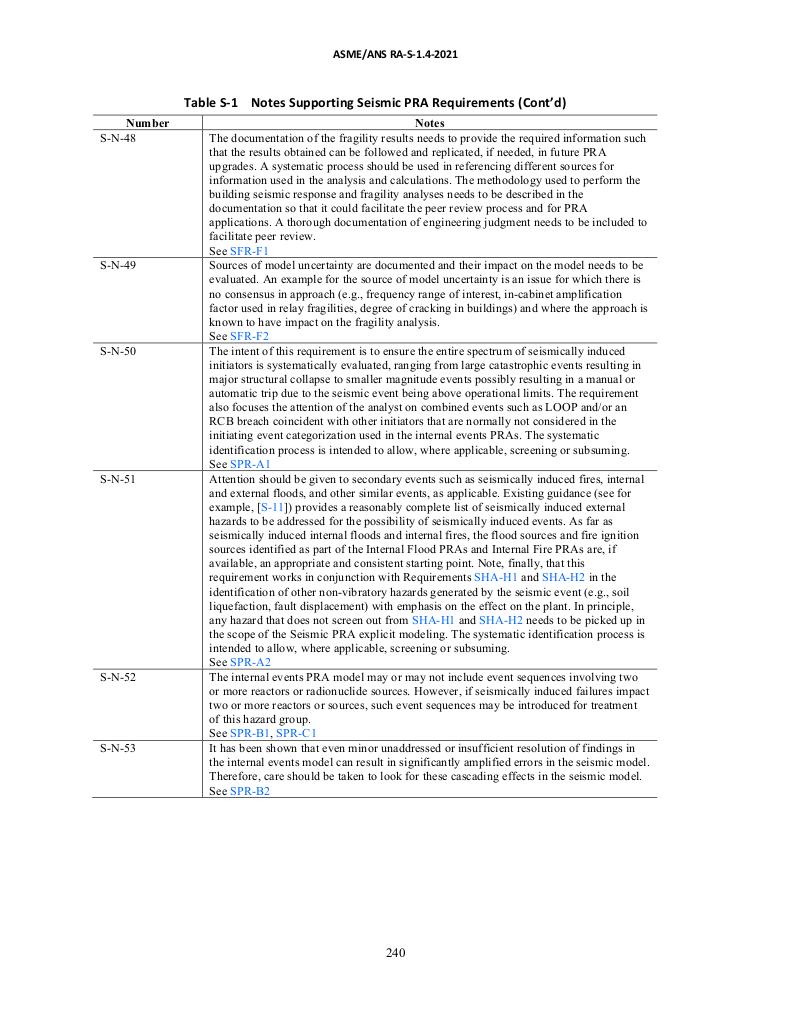 ASME/ANS RA-S-1.4-2021
Table S-1 Notes Supporting Seismic PRA Requirements (Cont'd)
Number Notes
S-N-48 The documentation of the fragility results needs to provide the required information such
that the results obtained can be followed and replicated, if needed, in future PRA
upgrades. A systematic process should be used in referencing different sources for
information used in the analysis and calculations. The methodology used to perform the
building seismic response and fragility analyses needs to be described in the
documentation so that it could facilitate the peer review process and for PRA
applications. A thorough documentation of engineering judgment needs to be included to
facilitate peer review.
See SFR-F1
S-N-49 Sources of model uncertainty are documented and their impact on the model needs to be
evaluated. An example for the source of model uncertainty is an issue for which there is
no consensus in approach (e.g., frequency range of interest, in-cabinet amplification
factor used in relay fragilities, degree of cracking in buildings) and where the approach is
known to have impact on the fragility analysis.
See SFR-F2
S-N-50 The intent of this requirement is to ensure the entire spectrum of seismically induced
initiators is systematically evaluated, ranging from large catastrophic events resulting in
major structural collapse to smaller magnitude events possibly resulting in a manual or
automatic trip due to the seismic event being above operational limits. The requirement
also focuses the attention of the analyst on combined events such as LOOP and/or an
RCB breach coincident with other initiators that are normally not considered in the
initiating event categorization used in the internal events PRAs. The systematic
identification process is intended to allow, where applicable, screening or subsuming.
See SPR-A1
S-N-51 Attention should be given to secondary events such as seismically induced fires, internal
and external floods, and other similar events, as applicable. Existing guidance (see for
example, [S-11]) provides a reasonably complete list of seismically induced external
hazards to be addressed for the possibility of seismically induced events. As far as
seismically induced internal floods and internal fires, the flood sources and fire ignition
sources identified as part of the Internal Flood PRAs and Internal Fire PRAs are, if
available, an appropriate and consistent starting point. Note, finally, that this
requirement works in conjunction with Requirements SHA-H1 and SHA-H2 in the
identification of other non-vibratory hazards generated by the seismic event (e.g., soil
liquefaction, fault displacement) with emphasis on the effect on the plant. In principle,
any hazard that does not screen out from SHA-H1 and SHA-H2 needs to be picked up in
the scope of the Seismic PRA explicit modeling. The systematic identification process is
intended to allow, where applicable, screening or subsuming.
See SPR-A2
S-N-52 The internal events PRA model may or may not include event sequences involving two
or more reactors or radionuclide sources. However, if seismically induced failures impact
two or more reactors or sources, such event sequences may be introduced for treatment
of this hazard group.
See SPR-B1, SPR-C1
S-N-53 It has been shown that even minor unaddressed or insufficient resolution of findings in
the internal events model can result in significantly amplified errors in the seismic model.
Therefore, care should be taken to look for these cascading effects in the seismic model.
See SPR-B2
240